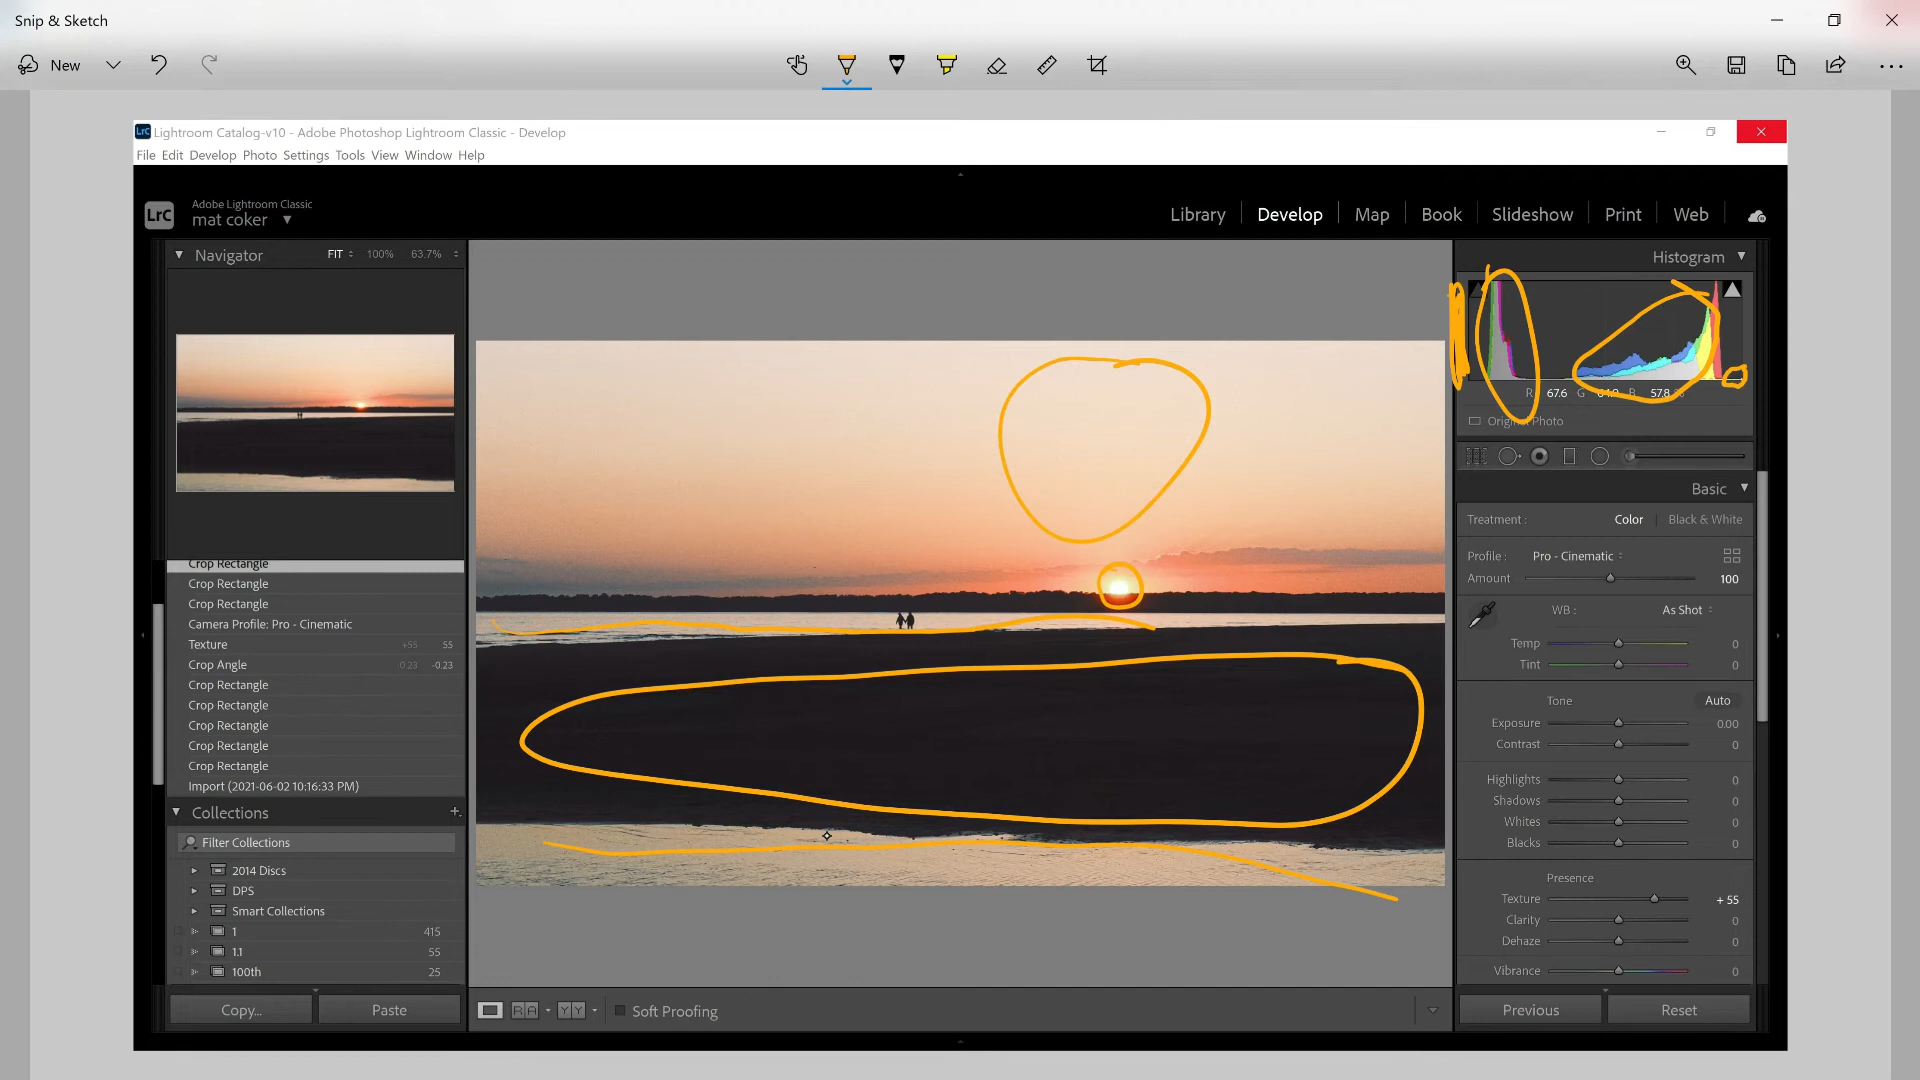 Snip & Sketch
New
LrC Lightroom Catalog-v10 - Adobe Photoshop Lightroom Classic - Develop
File Edit Develop Photo Settings Tools View Window Help
LrC
Adobe Lightroom Classic
mat coker
Library Develop Map Book Slideshow Print Web
Navigator FIT 100% 63.7%
Crop Rectangle
Crop Rectangle
Crop Rectangle
Camera Profile: Pro - Cinematic
Texture +55 55
Crop Angle -0.23 -0.23
Crop Rectangle
Crop Rectangle
Crop Rectangle
Crop Rectangle
Crop Rectangle
Import (2021-06-02 10:16:33 PM)
Collections
Filter Collections
2014 Discs
DPS
Smart Collections
1 415
1.1 55
100th 25
Copy... Paste
R A Y Y Soft Proofing
Histogram
R 67.6 G B 57.8 %
Original Photo
Basic
Treatment : Color Black & White
Profile : Pro - Cinematic
Amount 100
WB : As Shot
Temp 0
Tint 0
Tone Auto
Exposure 0.00
Contrast 0
Highlights 0
Shadows 0
Whites 0
Blacks 0
Presence
Texture + 55
Clarity 0
Dehaze 0
Vibrance 0
Previous Reset